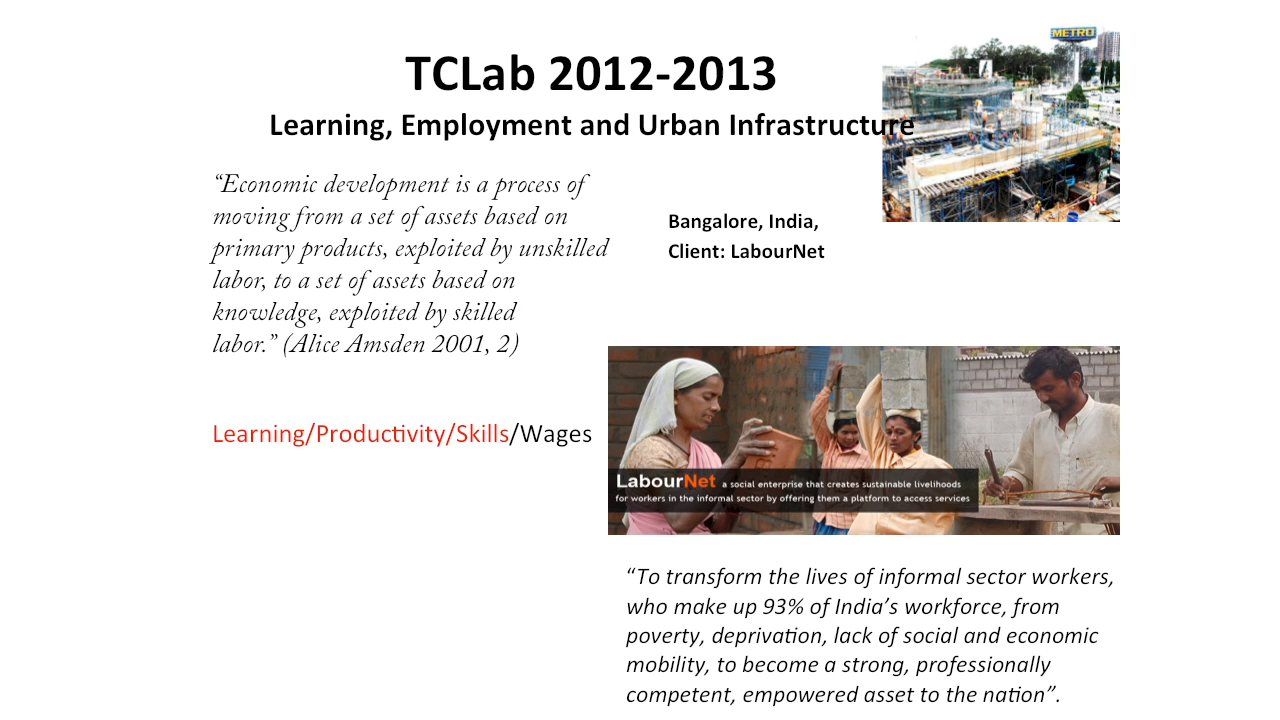 TCLab 2012-2013
Learning, Employment and Urban Infrastructure
METRO
“Economic development is a process of
moving from a set of assets based on
primary products, exploited by unskilled
labor, to a set of assets based on
knowledge, exploited by skilled
labor.” (Alice Amsden 2001, 2)
Bangalore, India,
Client: LabourNet
Learning/Productivity/Skills/Wages
LabourNet a social enterprise that creates sustainable livelihoods
for workers in the informal sector by offering them a platform to access services
“To transform the lives of informal sector workers,
who make up 93% of India’s workforce, from
poverty, deprivation, lack of social and economic
mobility, to become a strong, professionally
competent, empowered asset to the nation”.